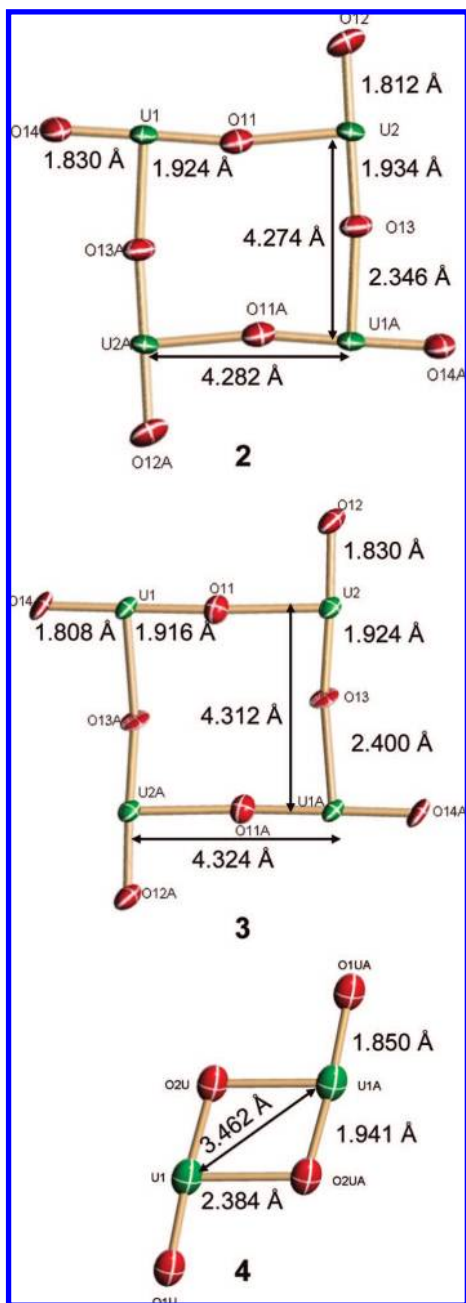 O12
1.812 Å
O14 U1 O11 U2
1.830 Å 1.924 Å 1.934 Å
4.274 Å O13
O13A 2.346 Å
O11A
U2A U1A
4.282 Å O14A
O12A
2
O12
1.830 Å
O14 U1 O11 U2
1.808 Å 1.916 Å 1.924 Å
4.312 Å O13
O13A 2.400 Å
U2A U1A O14A
O11A
4.324 Å
O12A
3
O1UA
1.850 Å
O2U U1A
3.462 Å 1.941 Å
U1 O2UA
2.384 Å
4
O1U